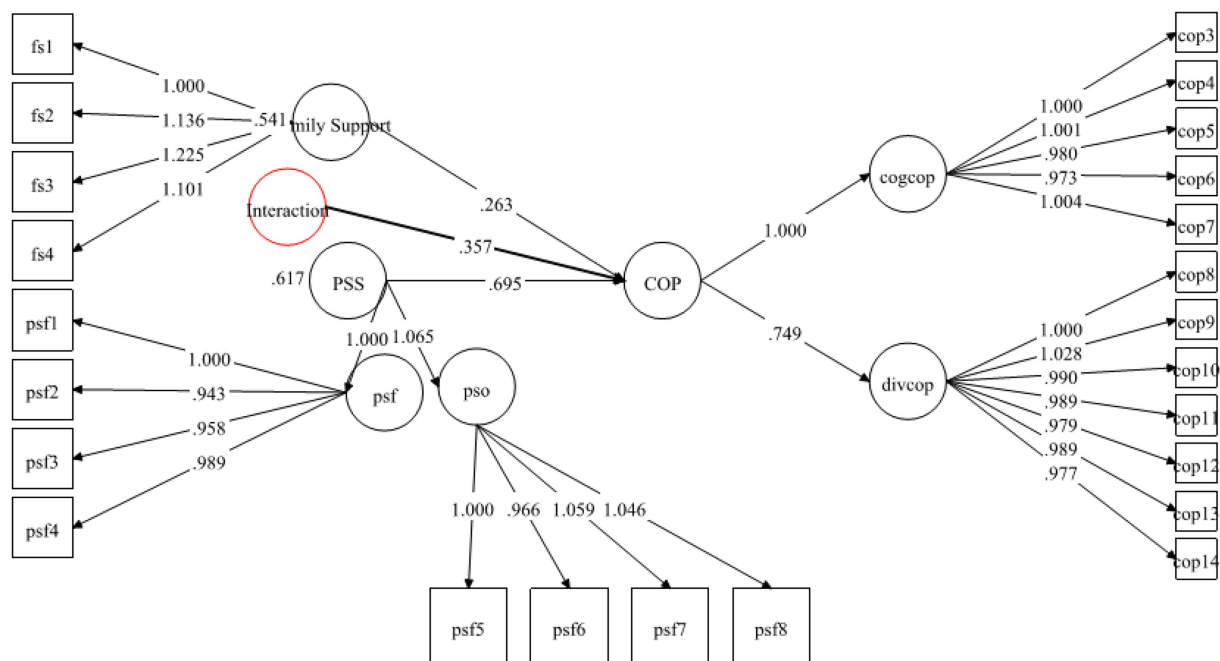 fs1
fs2
fs3
fs4
psf1
psf2
psf3
psf4
1.000
1.136
1.225
1.101
.541
mily Support
Interaction
.617
PSS
.263
.357
.695
COP
1.000
1.065
1.000
.943
.958
.989
psf
pso
1.000
.966
1.059
1.046
psf5
psf6
psf7
psf8
1.000
.749
cogcop
divcop
1.000
1.001
.980
.973
1.004
1.000
1.028
.990
.989
.979
.989
.977
cop3
cop4
cop5
cop6
cop7
cop8
cop9
cop10
cop11
cop12
cop13
cop14